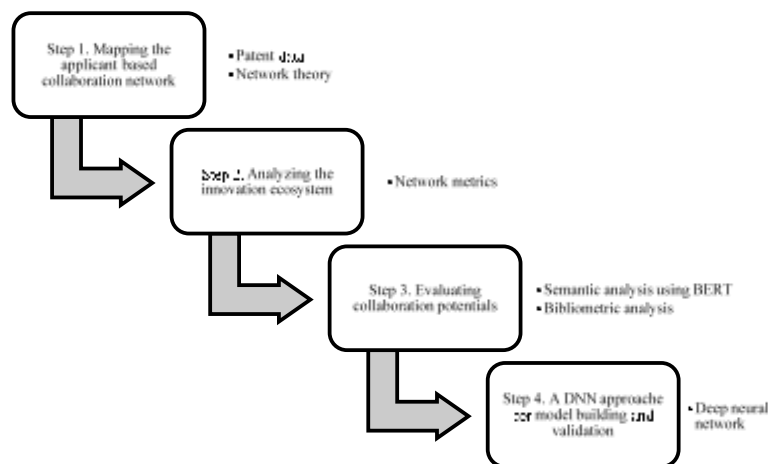 Step 1. Mapping the
applicant based
collaboration network
▪Patent
▪Network theory
Step 2. Analyzing the
innovation ecosystem
▪Network metrics
Step 3. Evaluating
collaboration potentials
▪Semantic analysis using BERT
▪Bibliometric analysis
Step 4. A DNN approache
model building and
validation
▪Deep neural
network